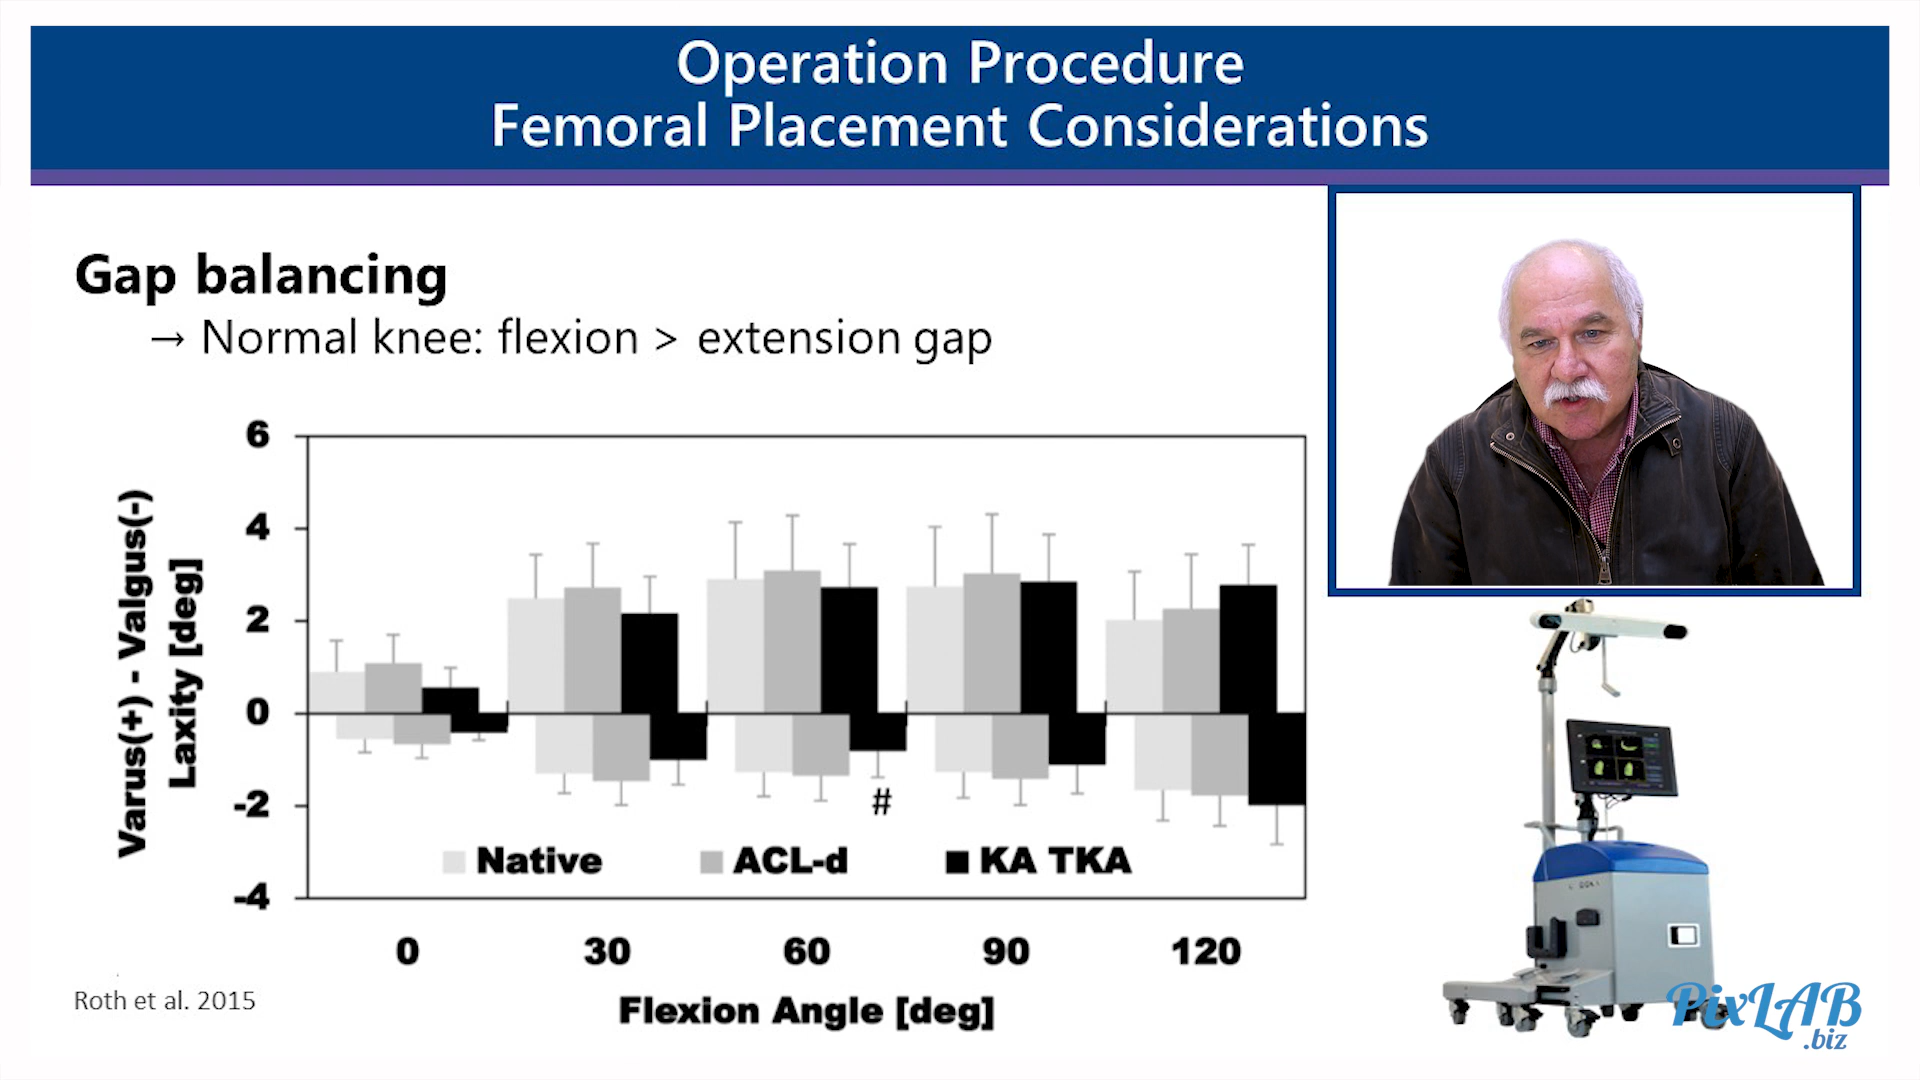 Operation Procedure
Femoral Placement Considerations
Gap balancing
→ Normal knee: flexion > extension gap
6
4
2
0
-2
-4
Varus(+) - Valgus(-)
Laxity [deg]
#
Native ACL-d KA TKA
0 30 60 90 120
Flexion Angle [deg]
Roth et al. 2015
PixLAB
.biz